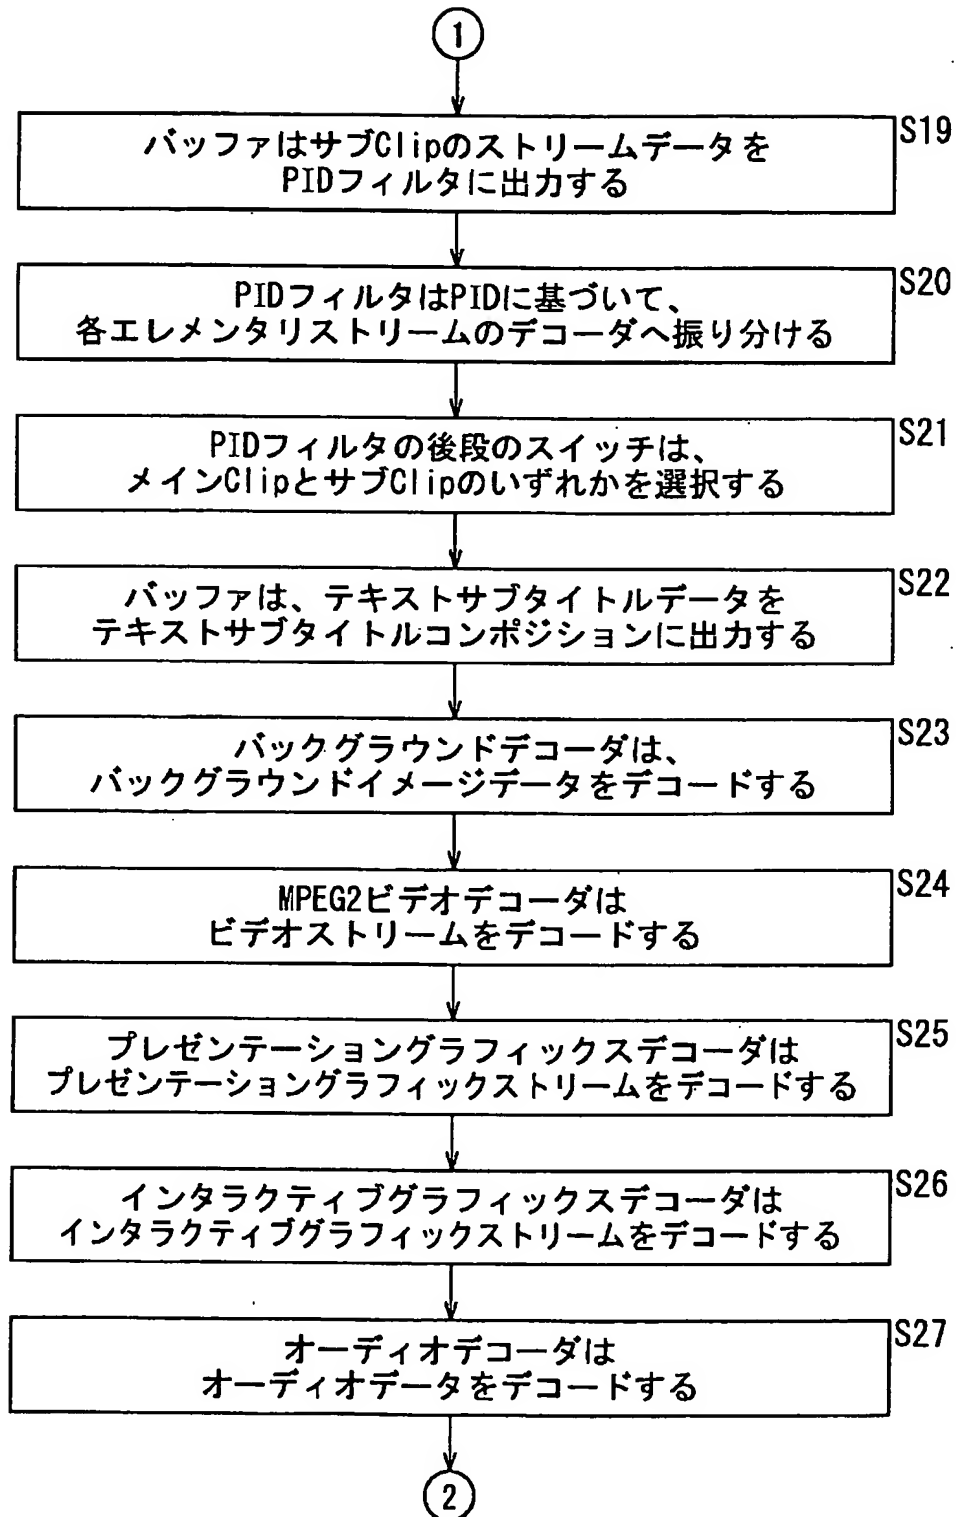 1
S19
バッファはサブClipのストリームデータを
PIDフィルタに出力する
S20
PIDフィルタはPIDに基づいて、
各エレメンタリストリームのデコーダへ振り分ける
S21
PIDフィルタの後段のスイッチは、
メインClipとサブClipのいずれかを選択する
S22
バッファは、テキストサブタイトルデータを
テキストサブタイトルコンポジションに出力する
S23
バックグラウンドデコーダは、
バックグラウンドイメージデータをデコードする
S24
MPEG2ビデオデコーダは
ビデオストリームをデコードする
S25
プレゼンテーショングラフィックスデコーダは
プレゼンテーショングラフィックストリームをデコードする
S26
インタラクティブグラフィックスデコーダは
インタラクティブグラフィックストリームをデコードする
S27
オーディオデコーダは
オーディオデータをデコードする
2